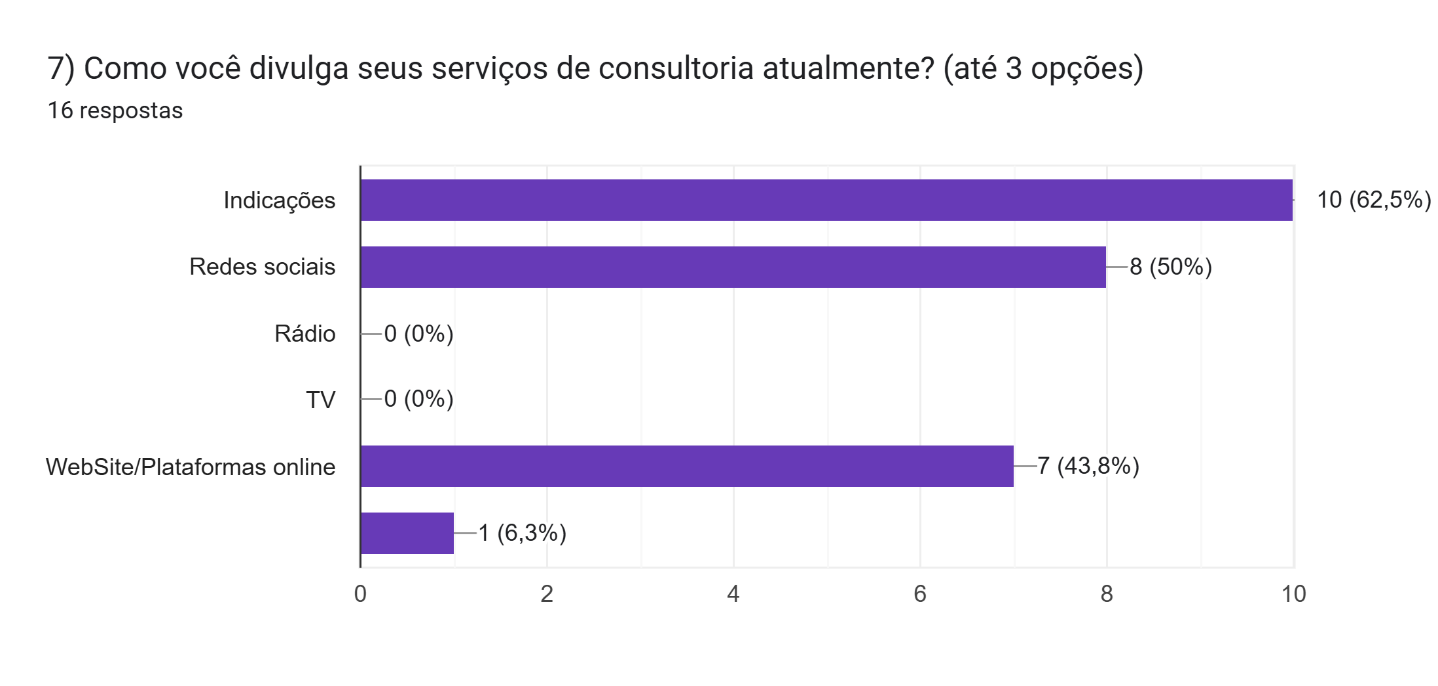 7) Como você divulga seus serviços de consultoria atualmente? (até 3 opções)
16 respostas
Indicações 10 (62,5%)
Redes sociais 8 (50%)
Rádio 0 (0%)
TV 0 (0%)
WebSite/Plataformas online 7 (43,8%)
1 (6,3%)
0 2 4 6 8 10